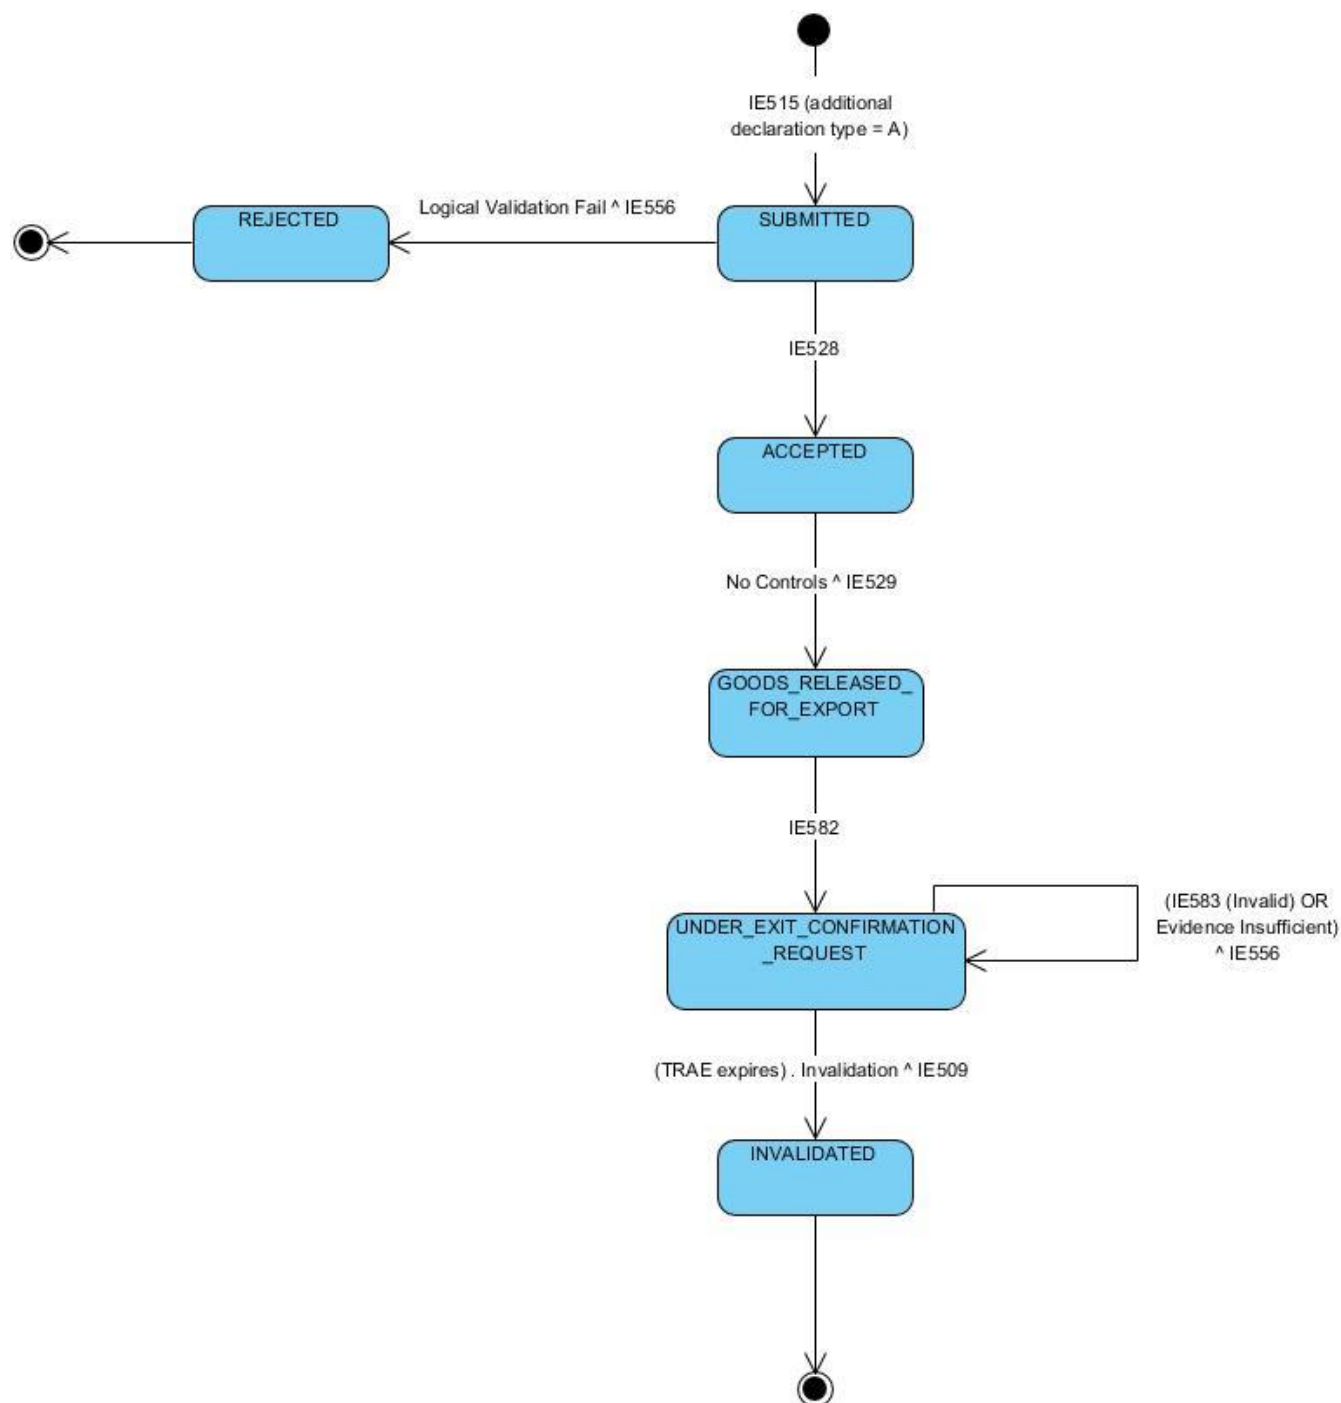 IE515 (additional
declaration type = A)
REJECTED
Logical Validation Fail ^ IE556
SUBMITTED
IE528
ACCEPTED
No Controls ^ IE529
GOODS_RELEASED_
FOR_EXPORT
IE582
UNDER_EXIT_CONFIRMATION
_REQUEST
(IE583 (Invalid) OR
Evidence Insufficient)
^ IE556
(TRAE expires) . Invalidation ^ IE509
INVALIDATED